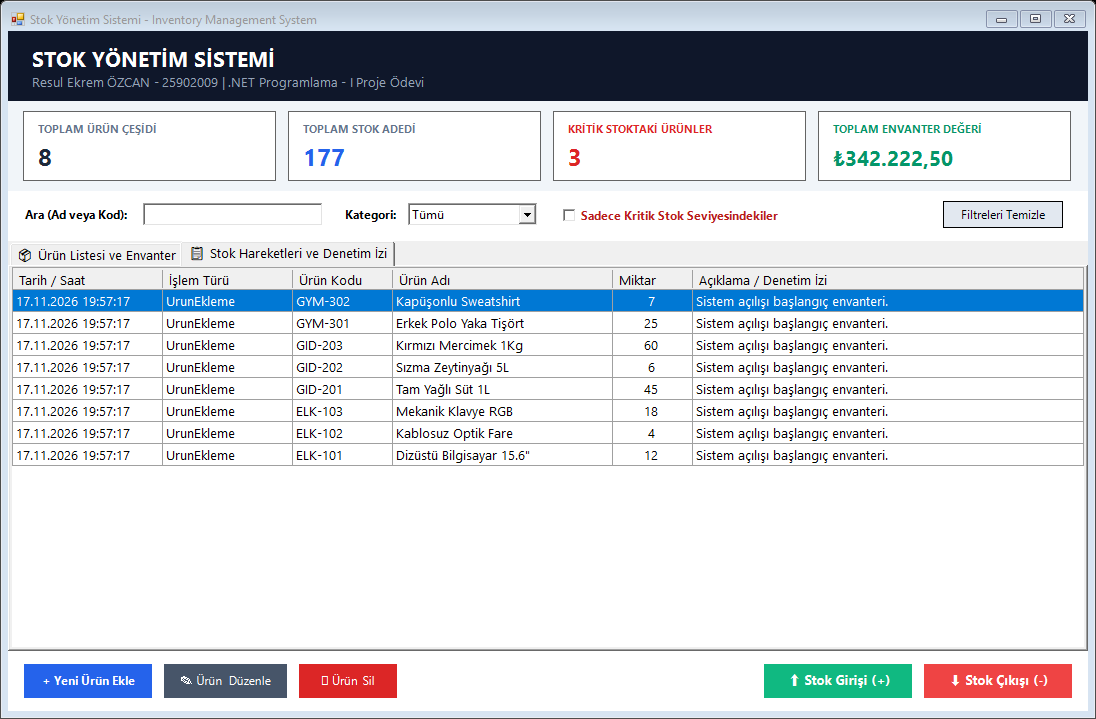 Stok Yönetim Sistemi - Inventory Management System
STOK YÖNETİM SİSTEMİ
Resul Ekrem ÖZCAN - 25902009 | .NET Programlama - I Proje Ödevi
TOPLAM ÜRÜN ÇEŞİDİ TOPLAM STOK ADEDİ KRİTİK STOKTAKİ ÜRÜNLER TOPLAM ENVANTER DEĞERİ
8 177 3 ₺342.222,50
Ara (Ad veya Kod): Kategori: Tümü Sadece Kritik Stok Seviyesindekiler Filtreleri Temizle
Ürün Listesi ve Envanter Stok Hareketleri ve Denetim İzi
Tarih / Saat İşlem Türü Ürün Kodu Ürün Adı Miktar Açıklama / Denetim İzi
17.11.2026 19:57:17 UrunEkleme GYM-302 Kapüşonlu Sweatshirt 7 Sistem açılışı başlangıç envanteri.
17.11.2026 19:57:17 UrunEkleme GYM-301 Erkek Polo Yaka Tişört 25 Sistem açılışı başlangıç envanteri.
17.11.2026 19:57:17 UrunEkleme GID-203 Kırmızı Mercimek 1Kg 60 Sistem açılışı başlangıç envanteri.
17.11.2026 19:57:17 UrunEkleme GID-202 Sızma Zeytinyağı 5L 6 Sistem açılışı başlangıç envanteri.
17.11.2026 19:57:17 UrunEkleme GID-201 Tam Yağlı Süt 1L 45 Sistem açılışı başlangıç envanteri.
17.11.2026 19:57:17 UrunEkleme ELK-103 Mekanik Klavye RGB 18 Sistem açılışı başlangıç envanteri.
17.11.2026 19:57:17 UrunEkleme ELK-102 Kablosuz Optik Fare 4 Sistem açılışı başlangıç envanteri.
17.11.2026 19:57:17 UrunEkleme ELK-101 Dizüstü Bilgisayar 15.6" 12 Sistem açılışı başlangıç envanteri.
+ Yeni Ürün Ekle ✎ Ürün Düzenle Ürün Sil ⬆ Stok Girişi (+) ⬇ Stok Çıkışı (-)